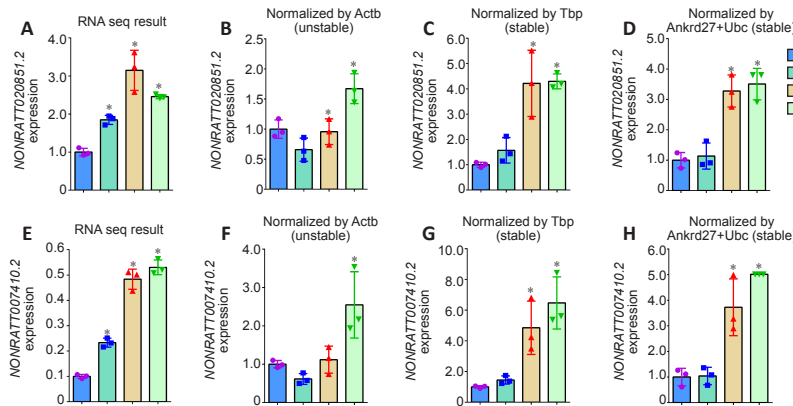 A
RNA seq result
NONRATT020851.2
expression
4.0
3.0
2.0
1.0
0.0
*
*
*
B
Normalized by Actb
(unstable)
NONRATT020851.2
expression
2.5
2.0
1.5
1.0
0.5
0.0
*
*
C
Normalized by Tbp
(stable)
NONRATT020851.2
expression
6.0
4.0
2.0
0.0
*
*
D
Normalized by
Ankrd27+Ubc (stable)
NONRATT020851.2
expression
5.0
4.0
3.0
2.0
1.0
0.0
*
*
E
RNA seq result
NONRATT007410.2
expression
0.6
0.5
0.4
0.3
0.2
0.1
0.0
*
*
*
F
Normalized by Actb
(unstable)
NONRATT007410.2
expression
4.0
3.0
2.0
1.0
0.0
*
G
Normalized by Tbp
(stable)
NONRATT007410.2
expression
10.0
8.0
6.0
4.0
2.0
0.0
*
*
H
Normalized by
Ankrd27+Ubc (stable
NONRATT007410.2
expression
6.0
5.0
4.0
3.0
2.0
1.0
0.0
*
*